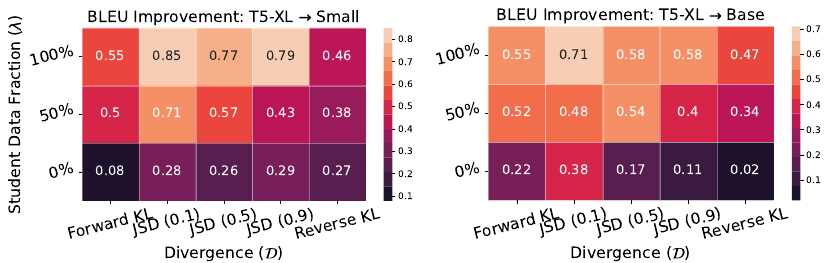 BLEU Improvement: T5-XL → Small
Student Data Fraction (λ)
100%
0.55 0.85 0.77 0.79 0.46
50%
0.5 0.71 0.57 0.43 0.38
0%
0.08 0.28 0.26 0.29 0.27
Forward KL JSD (0.1) JSD (0.5) JSD (0.9) Reverse KL
Divergence (𝒟)
0.8
0.7
0.6
0.5
0.4
0.3
0.2
0.1
BLEU Improvement: T5-XL → Base
100%
0.55 0.71 0.58 0.58 0.47
50%
0.52 0.48 0.54 0.4 0.34
0%
0.22 0.38 0.17 0.11 0.02
Forward KL JSD (0.1) JSD (0.5) JSD (0.9) Reverse KL
Divergence (𝒟)
0.7
0.6
0.5
0.4
0.3
0.2
0.1